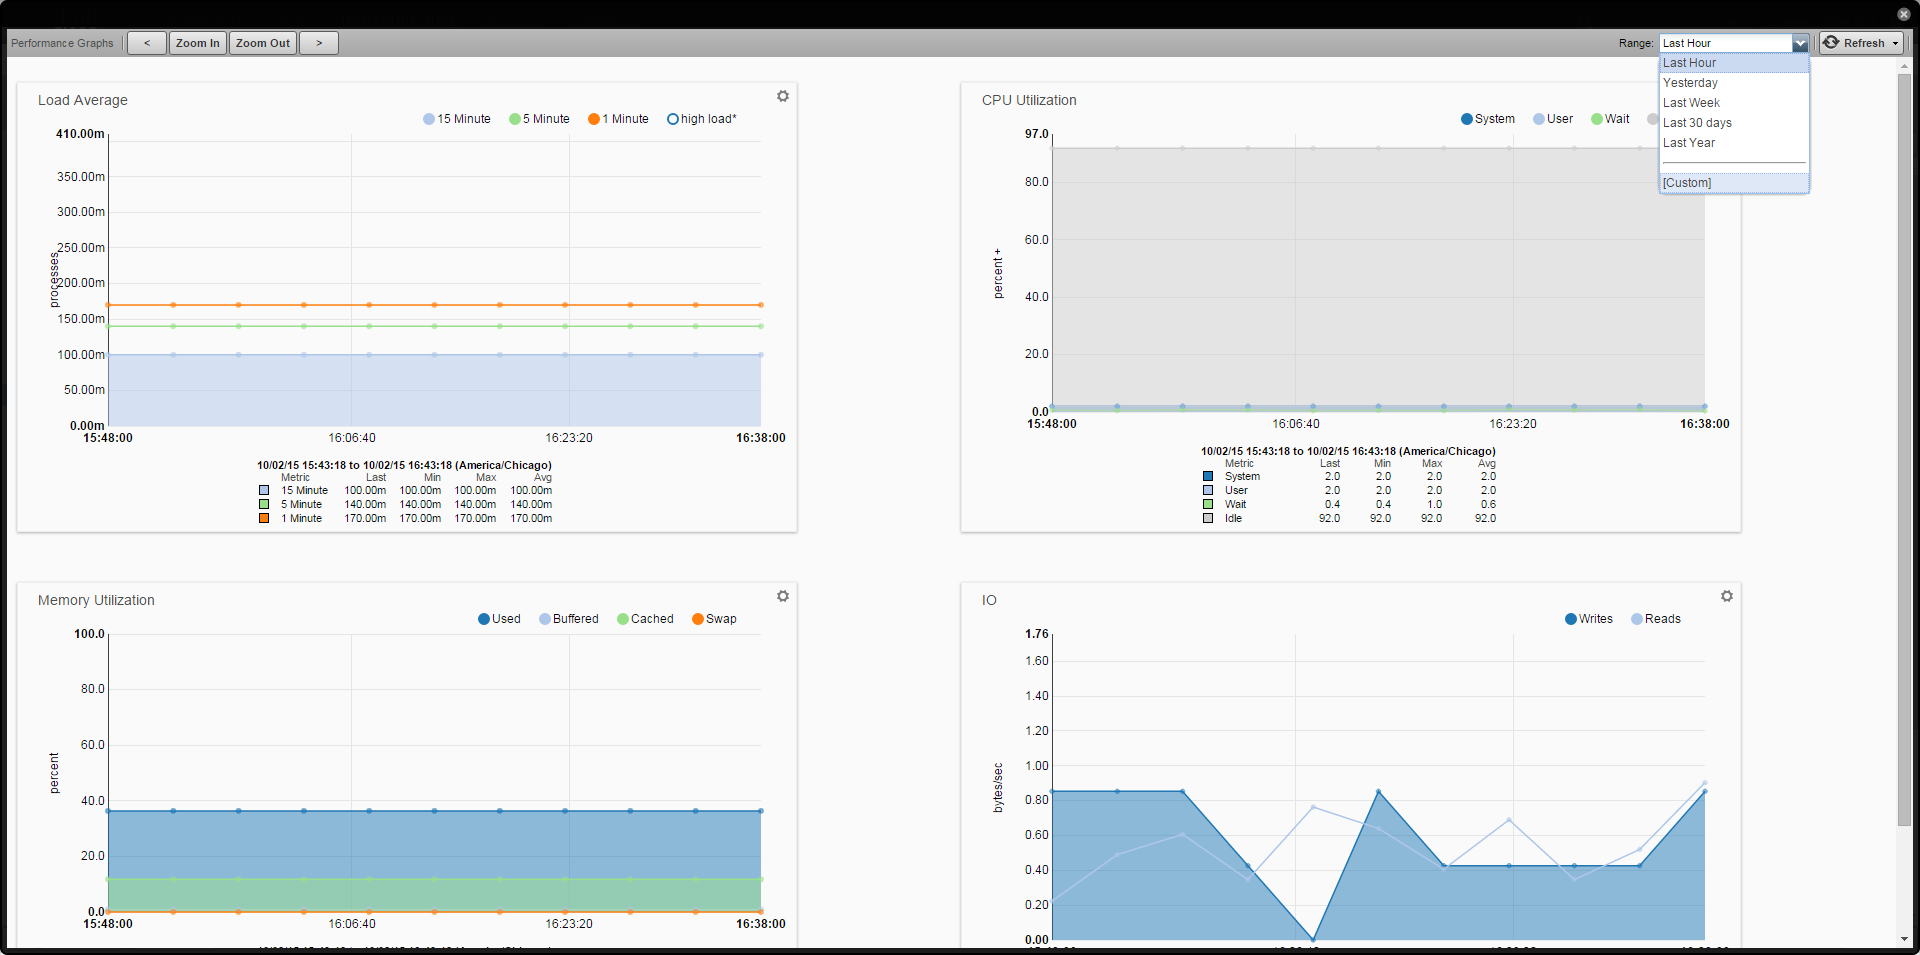 Performance Graphs < Zoom In Zoom Out > Range: Last Hour Refresh
Last Hour
Yesterday
Last Week
Last 30 days
Last Year
[Custom]
Load Average
15 Minute 5 Minute 1 Minute high load*
410.00m
350.00m
300.00m
250.00m
200.00m
150.00m
100.00m
50.00m
0.00m
processes
15:48:00 16:06:40 16:23:20 16:38:00
10/02/15 15:43:18 to 10/02/15 16:43:18 (America/Chicago)
Metric Last Min Max Avg
15 Minute 100.00m 100.00m 100.00m 100.00m
5 Minute 140.00m 140.00m 140.00m 140.00m
1 Minute 170.00m 170.00m 170.00m 170.00m
CPU Utilization
System User Wait
97.0
80.0
60.0
40.0
20.0
0.0
percent +
15:48:00 16:06:40 16:23:20 16:38:00
10/02/15 15:43:18 to 10/02/15 16:43:18 (America/Chicago)
Metric Last Min Max Avg
System 2.0 2.0 2.0 2.0
User 2.0 2.0 2.0 2.0
Wait 0.4 0.4 1.0 0.6
Idle 92.0 92.0 92.0 92.0
Memory Utilization
Used Buffered Cached Swap
100.0
80.0
60.0
40.0
20.0
0.0
percent
15:48:00 16:06:40 16:23:20 16:38:00
IO
Writes Reads
1.76
1.60
1.40
1.20
1.00
0.80
0.60
0.40
0.20
0.00
bytes/sec